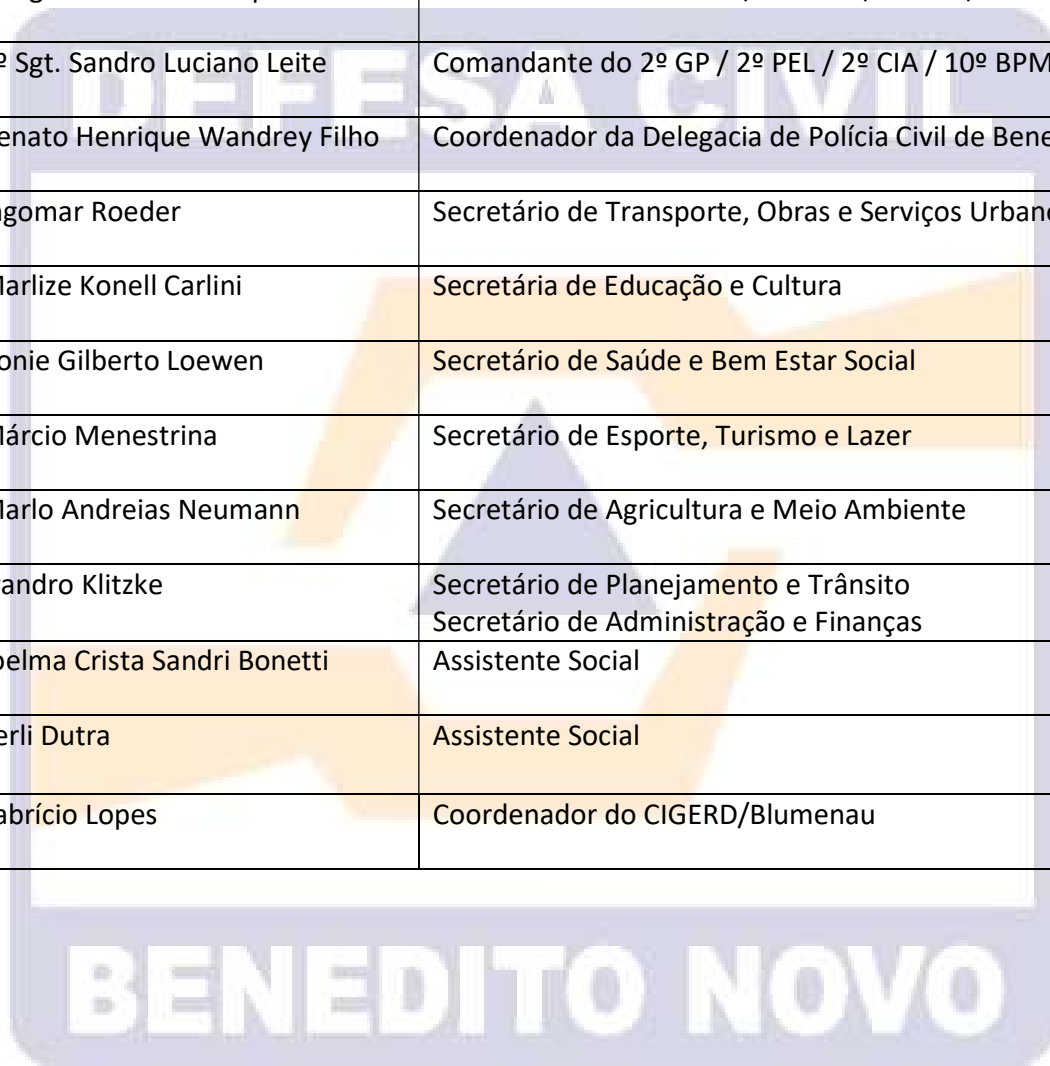 DEFESA CIVIL
º Sgt. Sandro Luciano Leite
Comandante do 2º GP / 2º PEL / 2º CIA / 10º BPM
enato Henrique Wandrey Filho
Coordenador da Delegacia de Polícia Civil de Bene
gomar Roeder
Secretário de Transporte, Obras e Serviços Urban
arlize Konell Carlini
Secretária de Educação e Cultura
onie Gilberto Loewen
Secretário de Saúde e Bem Estar Social
Márcio Menestrina
Secretário de Esporte, Turismo e Lazer
Marlo Andreias Neumann
Secretário de Agricultura e Meio Ambiente
andro Klitzke
Secretário de Planejamento e Trânsito
Secretário de Administração e Finanças
elma Crista Sandri Bonetti
Assistente Social
erli Dutra
Assistente Social
abrício Lopes
Coordenador do CIGERD/Blumenau
BENEDITO NOVO